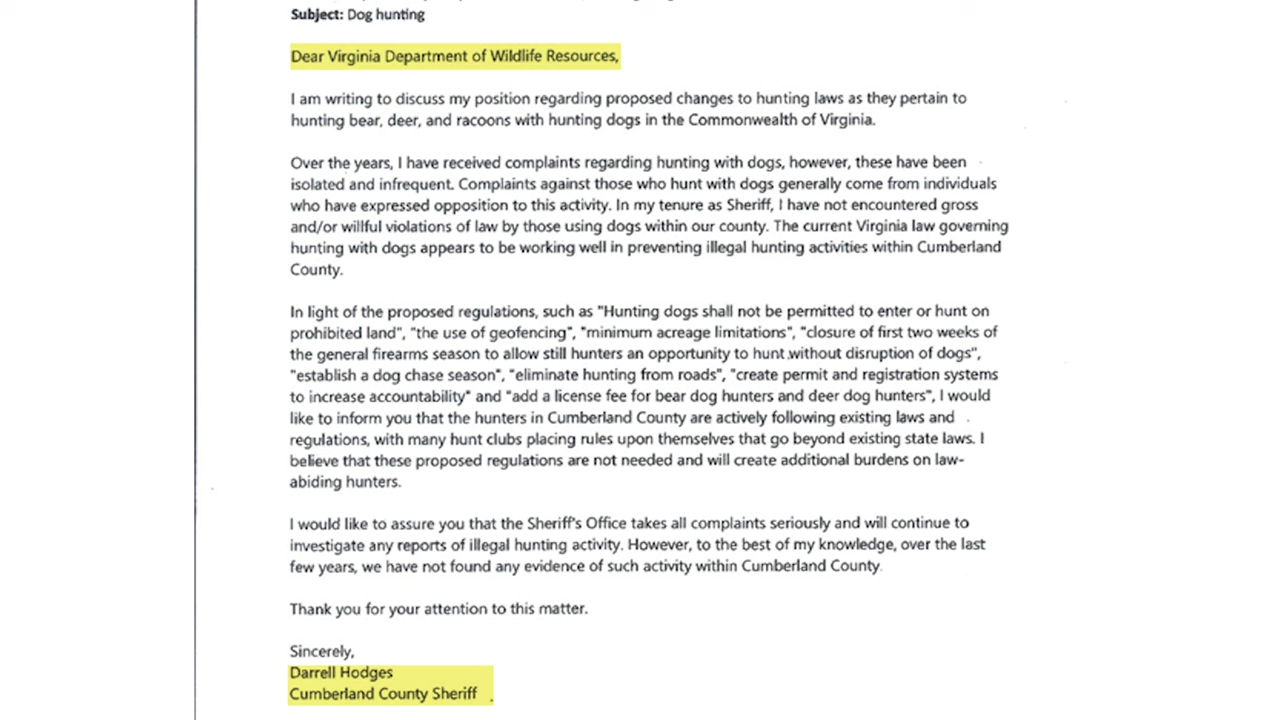 Subject: Dog hunting
Dear Virginia Department of Wildlife Resources,
I am writing to discuss my position regarding proposed changes to hunting laws as they pertain to
hunting bear, deer, and racoons with hunting dogs in the Commonwealth of Virginia.
Over the years, I have received complaints regarding hunting with dogs, however, these have been
isolated and infrequent. Complaints against those who hunt with dogs generally come from individuals
who have expressed opposition to this activity. In my tenure as Sheriff, I have not encountered gross
and/or willful violations of law by those using dogs within our county. The current Virginia law governing
hunting with dogs appears to be working well in preventing illegal hunting activities within Cumberland
County.
In light of the proposed regulations, such as "Hunting dogs shall not be permitted to enter or hunt on
prohibited land", "the use of geofencing", "minimum acreage limitations", "closure of first two weeks of
the general firearms season to allow still hunters an opportunity to hunt without disruption of dogs",
"establish a dog chase season", "eliminate hunting from roads", "create permit and registration systems
to increase accountability" and "add a license fee for bear dog hunters and deer dog hunters", I would
like to inform you that the hunters in Cumberland County are actively following existing laws and
regulations, with many hunt clubs placing rules upon themselves that go beyond existing state laws. I
believe that these proposed regulations are not needed and will create additional burdens on law-
abiding hunters.
I would like to assure you that the Sheriff's Office takes all complaints seriously and will continue to
investigate any reports of illegal hunting activity. However, to the best of my knowledge, over the last
few years, we have not found any evidence of such activity within Cumberland County.
Thank you for your attention to this matter.
Sincerely,
Darrell Hodges
Cumberland County Sheriff